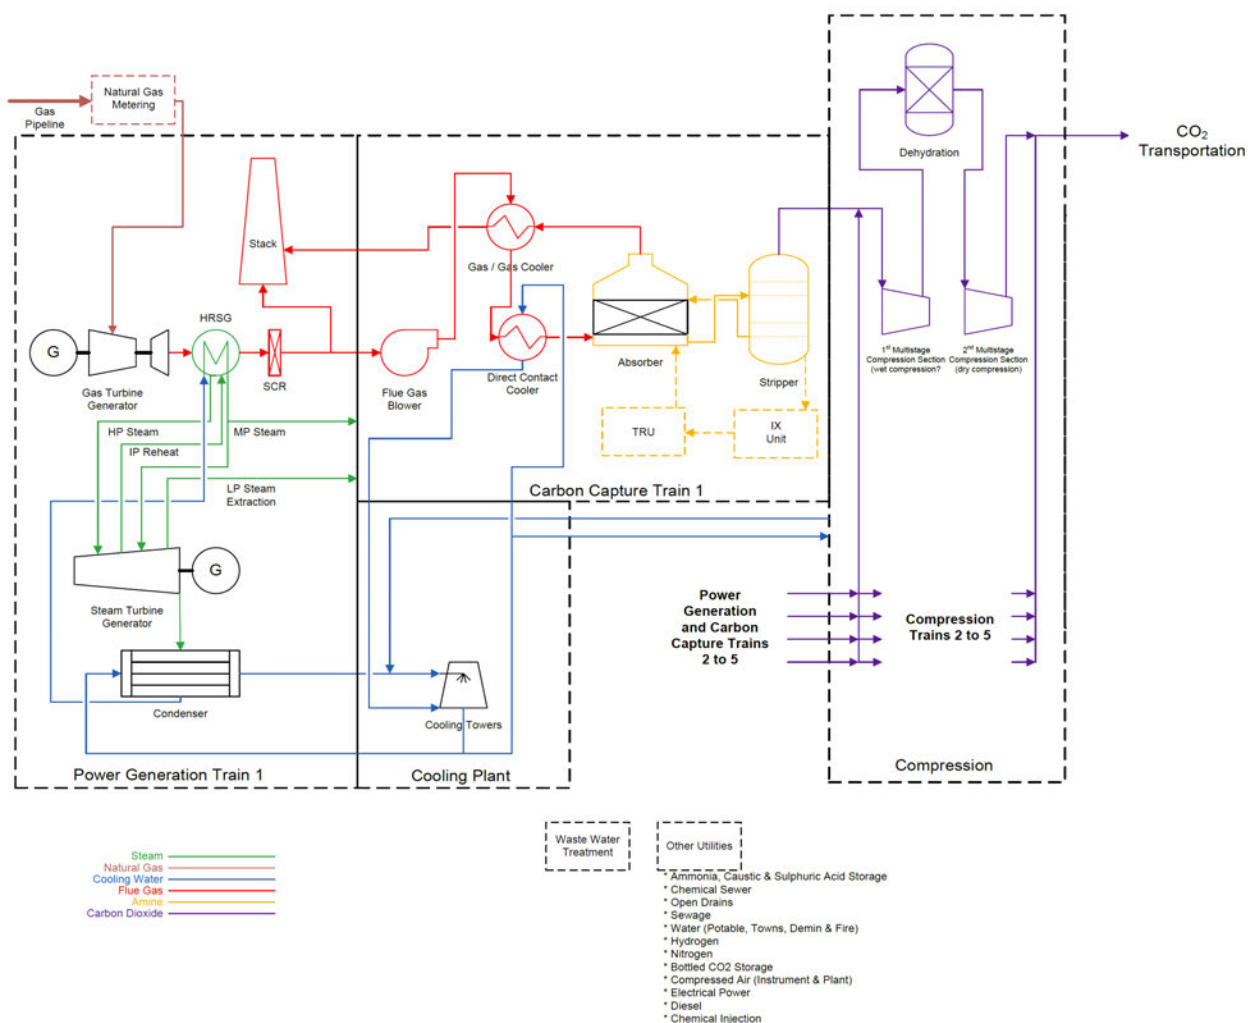 Natural Gas
Metering
Gas
Pipeline
Dehydration
CO2
Transportation
Stack
Gas / Gas Cooler
HRSG
G
Gas Turbine
Generator
SCR
Flue Gas
Blower
Direct Contact
Cooler
Absorber
Stripper
1st Multistage
Compression Section
(wet compression?
2nd Multistage
Compression Section
(dry compression)
TRU
IX
Unit
HP Steam
MP Steam
IP Reheat
LP Steam
Extraction
Carbon Capture Train 1
G
Steam Turbine
Generator
Power
Generation
and Carbon
Capture Trains
2 to 5
Compression
Trains 2 to 5
Condenser
Cooling Towers
Power Generation Train 1
Cooling Plant
Compression
Steam
Natural Gas
Cooling Water
Flue Gas
Amine
Carbon Dioxide
Waste Water
Treatment
Other Utilities
* Ammonia, Caustic & Sulphuric Acid Storage
* Chemical Sewer
* Open Drains
* Sewage
* Water (Potable, Towns, Demin & Fire)
* Hydrogen
* Nitrogen
* Bottled CO2 Storage
* Compressed Air (Instrument & Plant)
* Electrical Power
* Diesel
* Chemical Injection